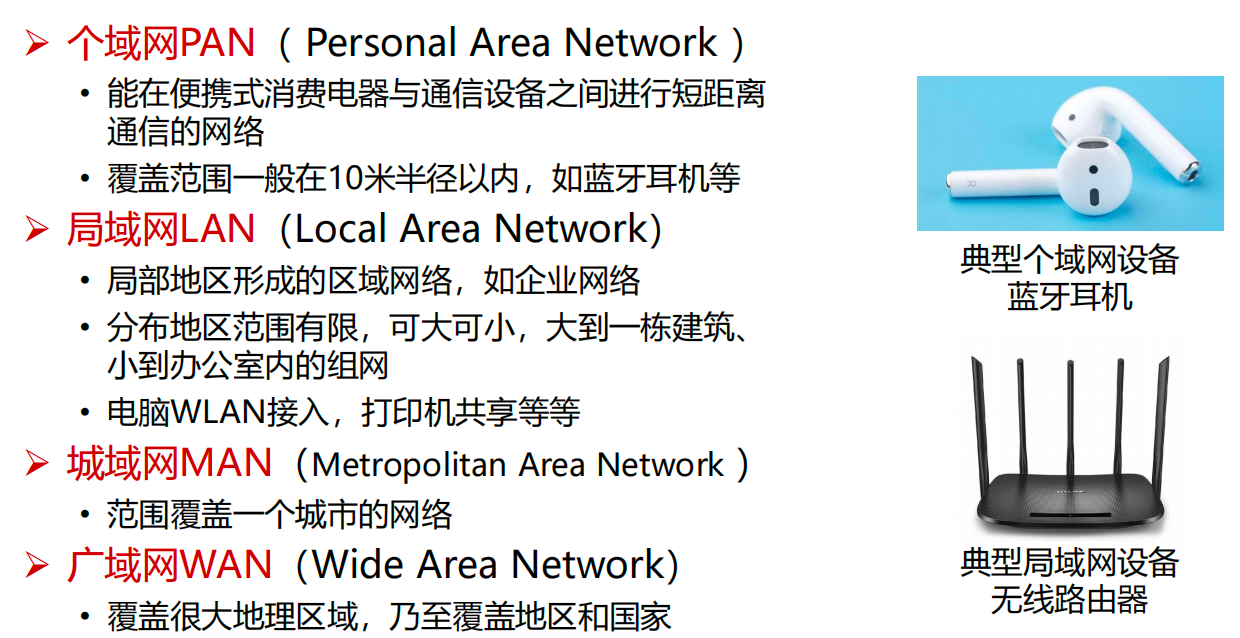 ➢ 个域网PAN（ Personal Area Network ）
• 能在便携式消费电器与通信设备之间进行短距离
通信的网络
• 覆盖范围一般在10米半径以内，如蓝牙耳机等
➢ 局域网LAN（Local Area Network）
• 局部地区形成的区域网络，如企业网络
• 分布地区范围有限，可大可小，大到一栋建筑、
小到办公室内的组网
• 电脑WLAN接入，打印机共享等等
➢ 城域网MAN（Metropolitan Area Network ）
• 范围覆盖一个城市的网络
➢ 广域网WAN（Wide Area Network）
• 覆盖很大地理区域，乃至覆盖地区和国家
R
典型个域网设备
蓝牙耳机
典型局域网设备
无线路由器